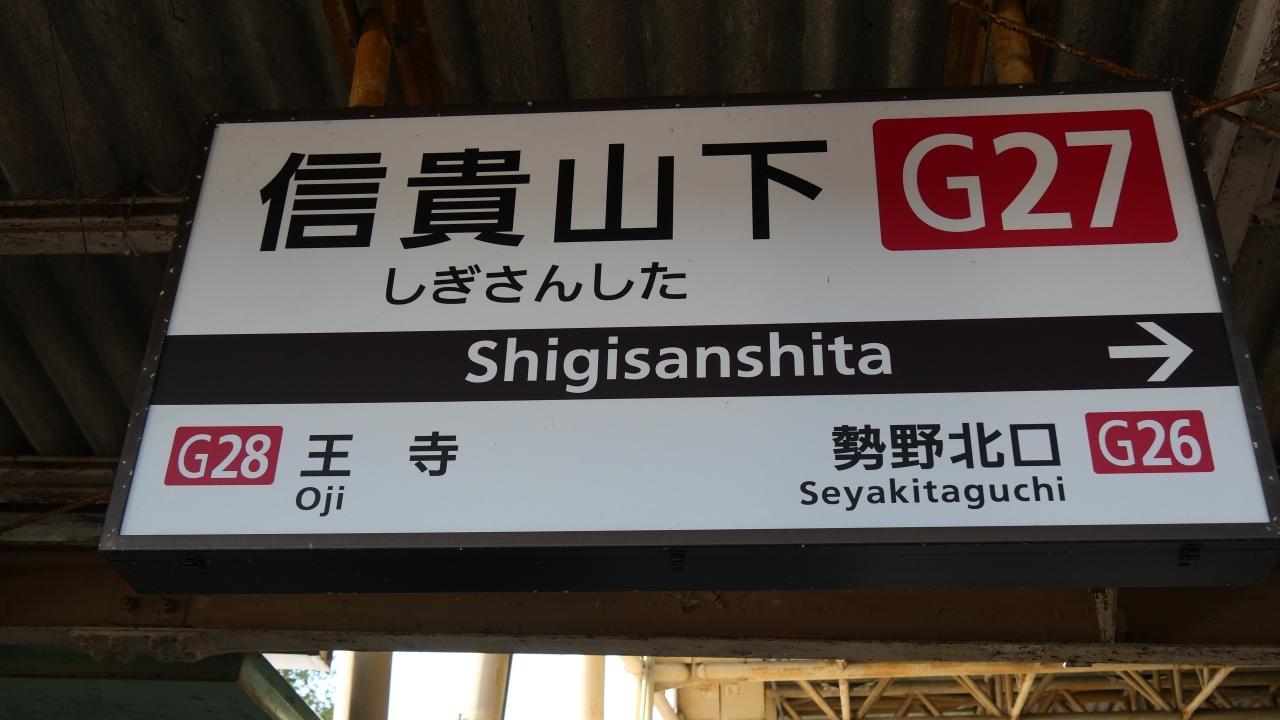 信貴山下 G27
しぎさんした
Shigisanshita →
G28 王 寺 勢野北口 G26
Oji Seyakitaguchi